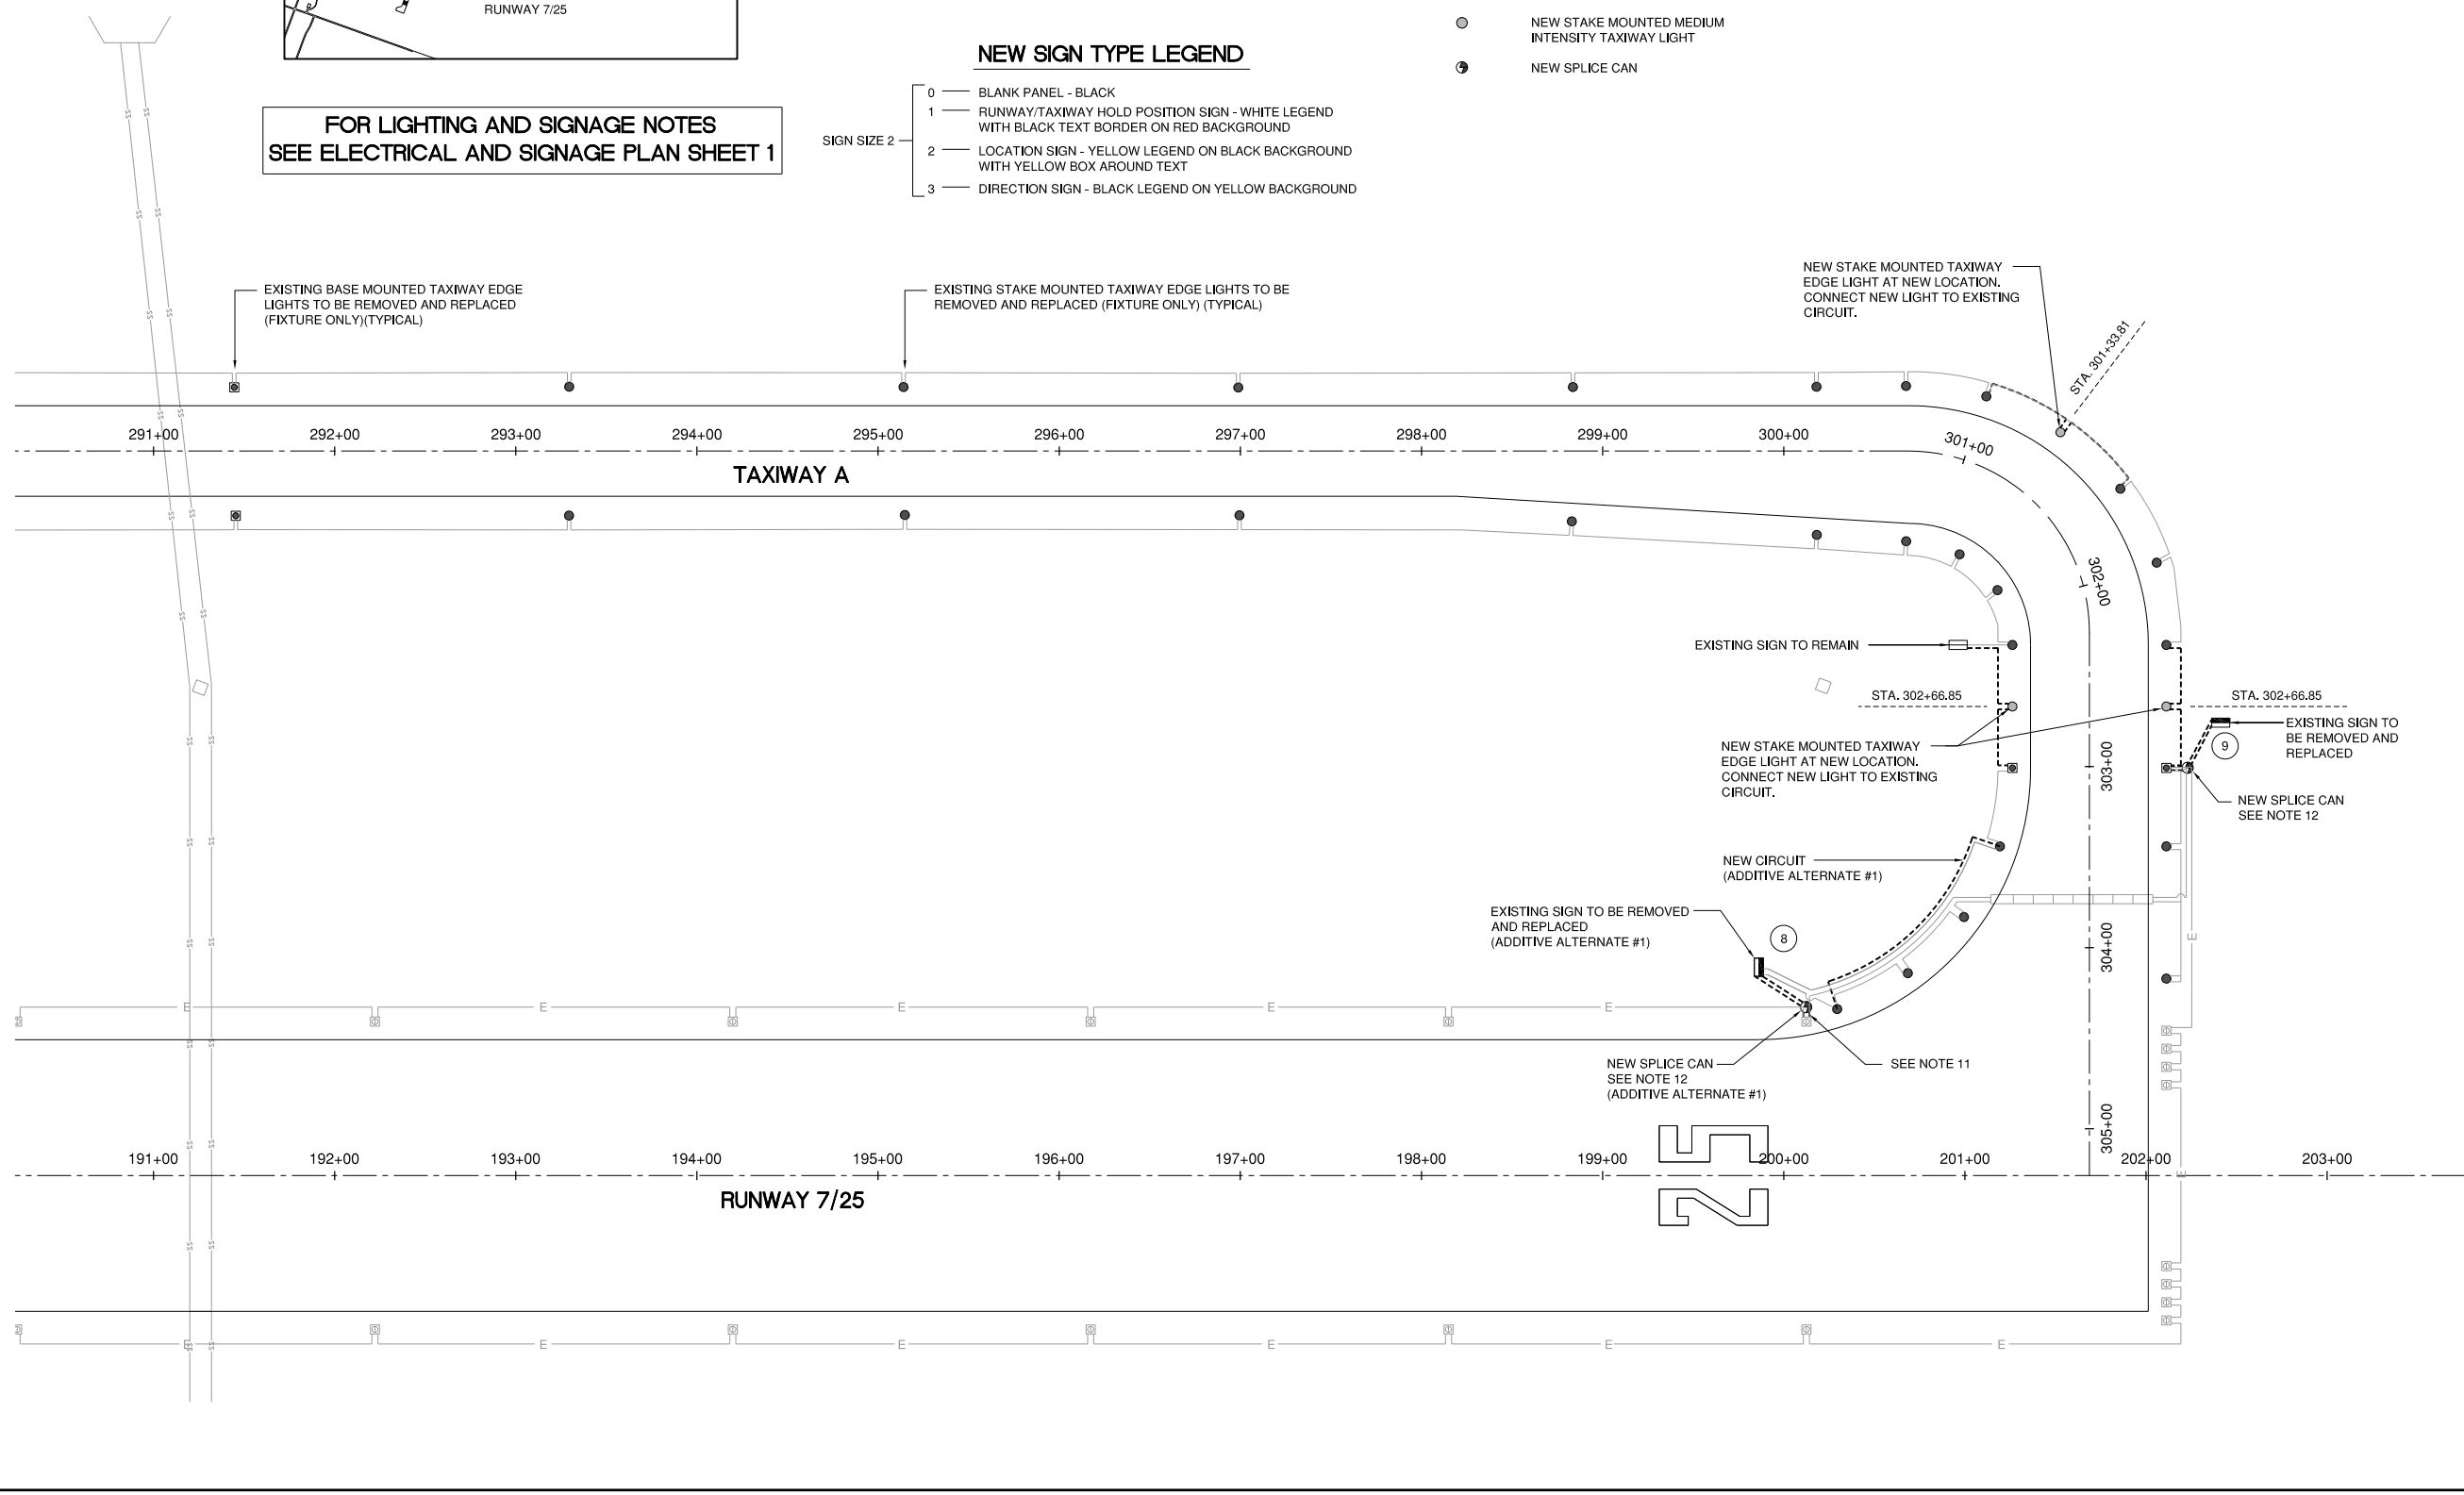 RUNWAY 7/25
FOR LIGHTING AND SIGNAGE NOTES
SEE ELECTRICAL AND SIGNAGE PLAN SHEET 1
NEW SIGN TYPE LEGEND
SIGN SIZE 2
0 BLANK PANEL - BLACK
1 RUNWAY/TAXIWAY HOLD POSITION SIGN - WHITE LEGEND
WITH BLACK TEXT BORDER ON RED BACKGROUND
2 LOCATION SIGN - YELLOW LEGEND ON BLACK BACKGROUND
WITH YELLOW BOX AROUND TEXT
3 DIRECTION SIGN - BLACK LEGEND ON YELLOW BACKGROUND
NEW STAKE MOUNTED MEDIUM
INTENSITY TAXIWAY LIGHT
NEW SPLICE CAN
EXISTING BASE MOUNTED TAXIWAY EDGE
LIGHTS TO BE REMOVED AND REPLACED
(FIXTURE ONLY)(TYPICAL)
EXISTING STAKE MOUNTED TAXIWAY EDGE LIGHTS TO BE
REMOVED AND REPLACED (FIXTURE ONLY) (TYPICAL)
NEW STAKE MOUNTED TAXIWAY
EDGE LIGHT AT NEW LOCATION.
CONNECT NEW LIGHT TO EXISTING
CIRCUIT.
STA. 301+33.81
291+00 292+00 293+00 294+00 295+00 296+00 297+00 298+00 299+00 300+00 301+00
TAXIWAY A
302+00
EXISTING SIGN TO REMAIN
STA. 302+66.85
STA. 302+66.85
EXISTING SIGN TO
BE REMOVED AND
REPLACED
9
NEW STAKE MOUNTED TAXIWAY
EDGE LIGHT AT NEW LOCATION.
CONNECT NEW LIGHT TO EXISTING
CIRCUIT.
303+00
NEW SPLICE CAN
SEE NOTE 12
NEW CIRCUIT
(ADDITIVE ALTERNATE #1)
EXISTING SIGN TO BE REMOVED
AND REPLACED
(ADDITIVE ALTERNATE #1)
8
304+00
E
E E E E E E
NEW SPLICE CAN
SEE NOTE 12
(ADDITIVE ALTERNATE #1)
SEE NOTE 11
305+00
191+00 192+00 193+00 194+00 195+00 196+00 197+00 198+00 199+00 200+00 201+00 202+00 203+00
E
RUNWAY 7/25
25
E E E E E E E